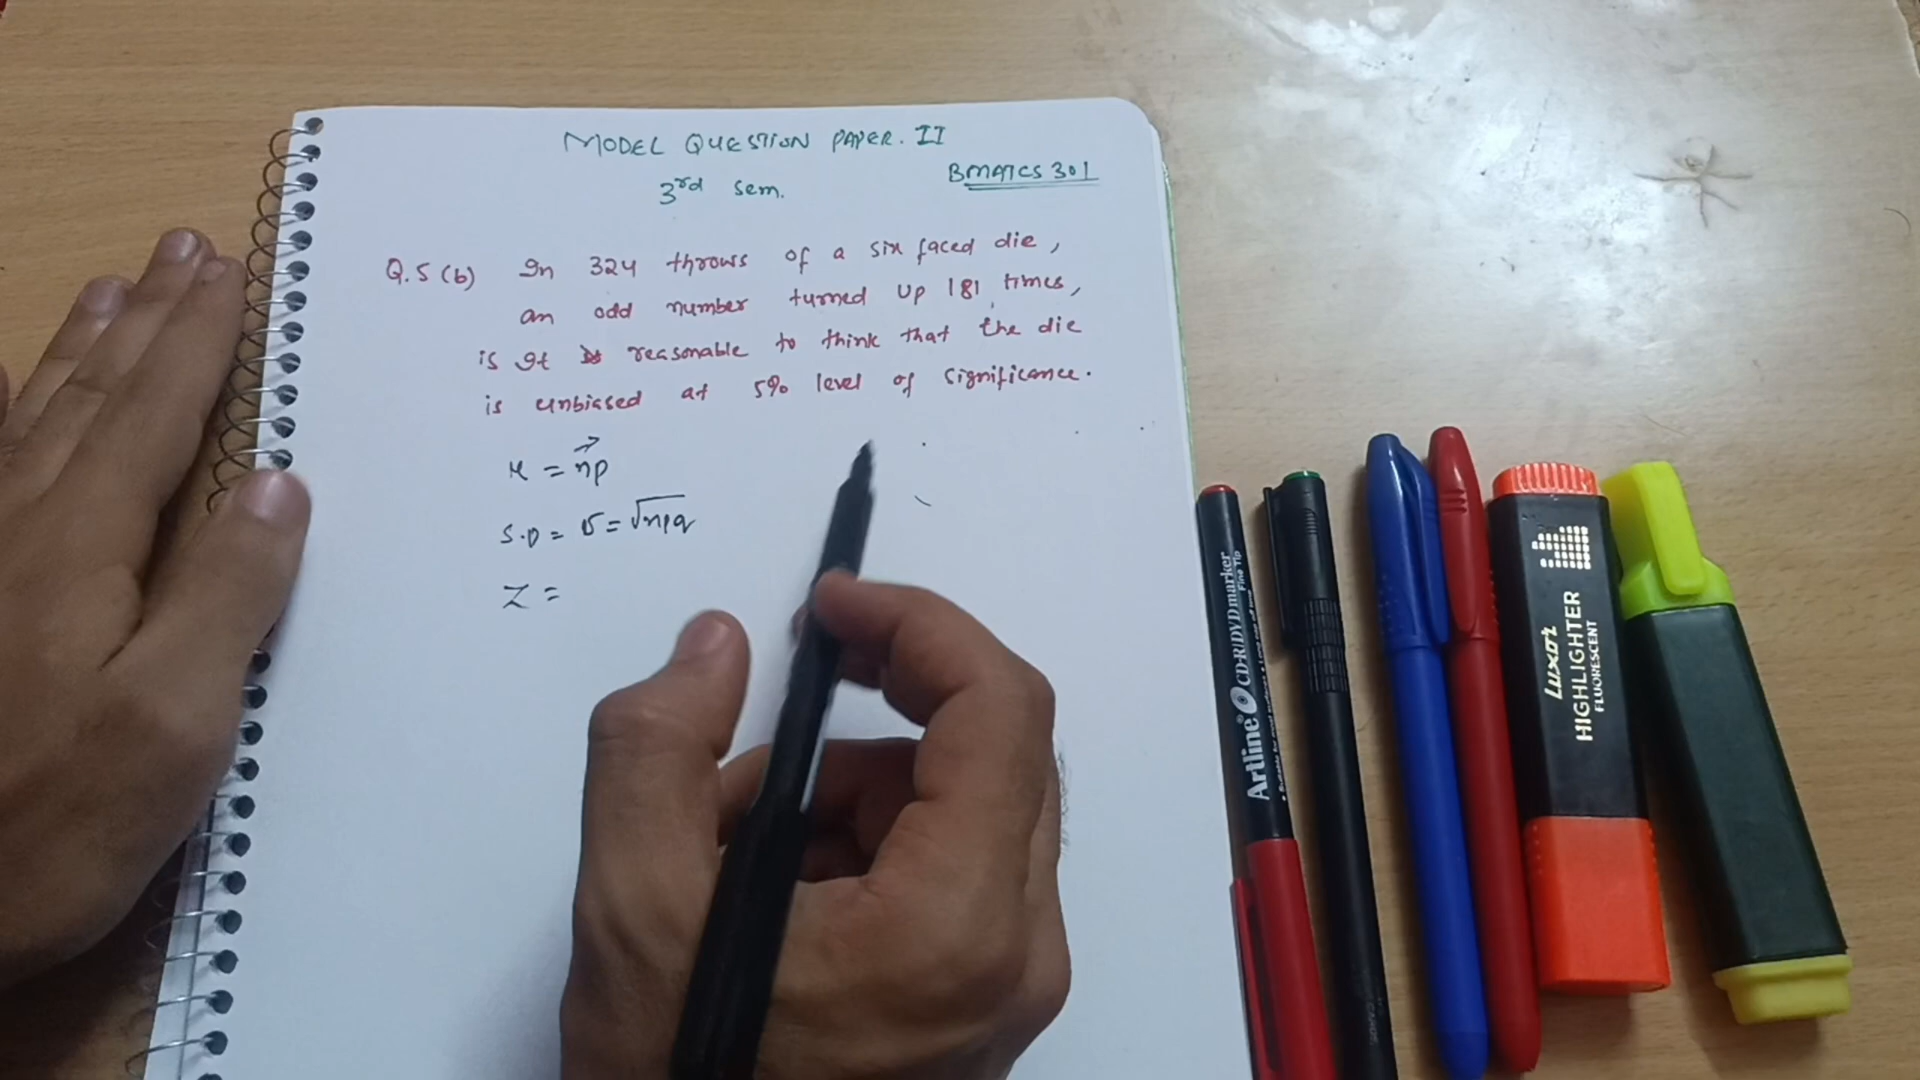 MODEL QUESTION PAPER. II
3rd sem.
BMATCS 301
Q.5 (b) In 324 throws of a six faced die,
an odd number turned up 181 times,
is It reasonable to think that the die
is unbiased at 5% level of significance.
μ = np
S.D = σ = √npq
Z =
Artline CD-R/DVD marker
Fine Tip
Luxor
HIGHLIGHTER
FLUORESCENT